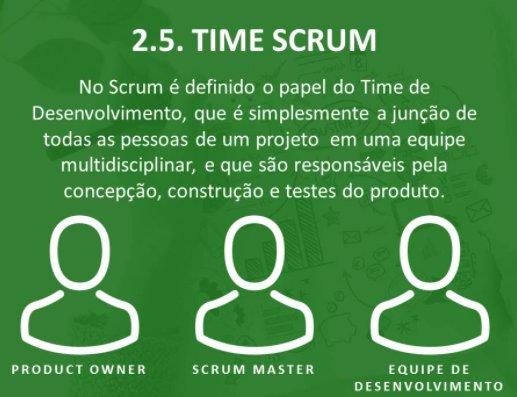 2.5. TIME SCRUM
No Scrum é definido o papel do Time de
Desenvolvimento, que é simplesmente a junção de
todas as pessoas de um projeto em uma equipe
multidisciplinar, e que são responsáveis pela
concepção, construção e testes do produto.
PRODUCT OWNER
SCRUM MASTER
EQUIPE DE
DESENVOLVIMENTO